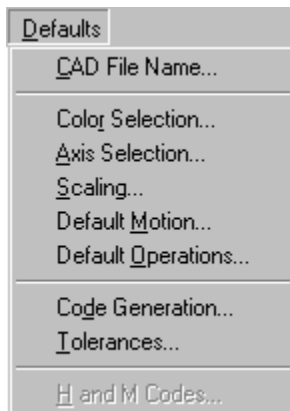 Defaults
CAD File Name...
Color Selection...
Axis Selection...
Scaling...
Default Motion...
Default Operations...
Code Generation...
Tolerances...
H and M Codes...